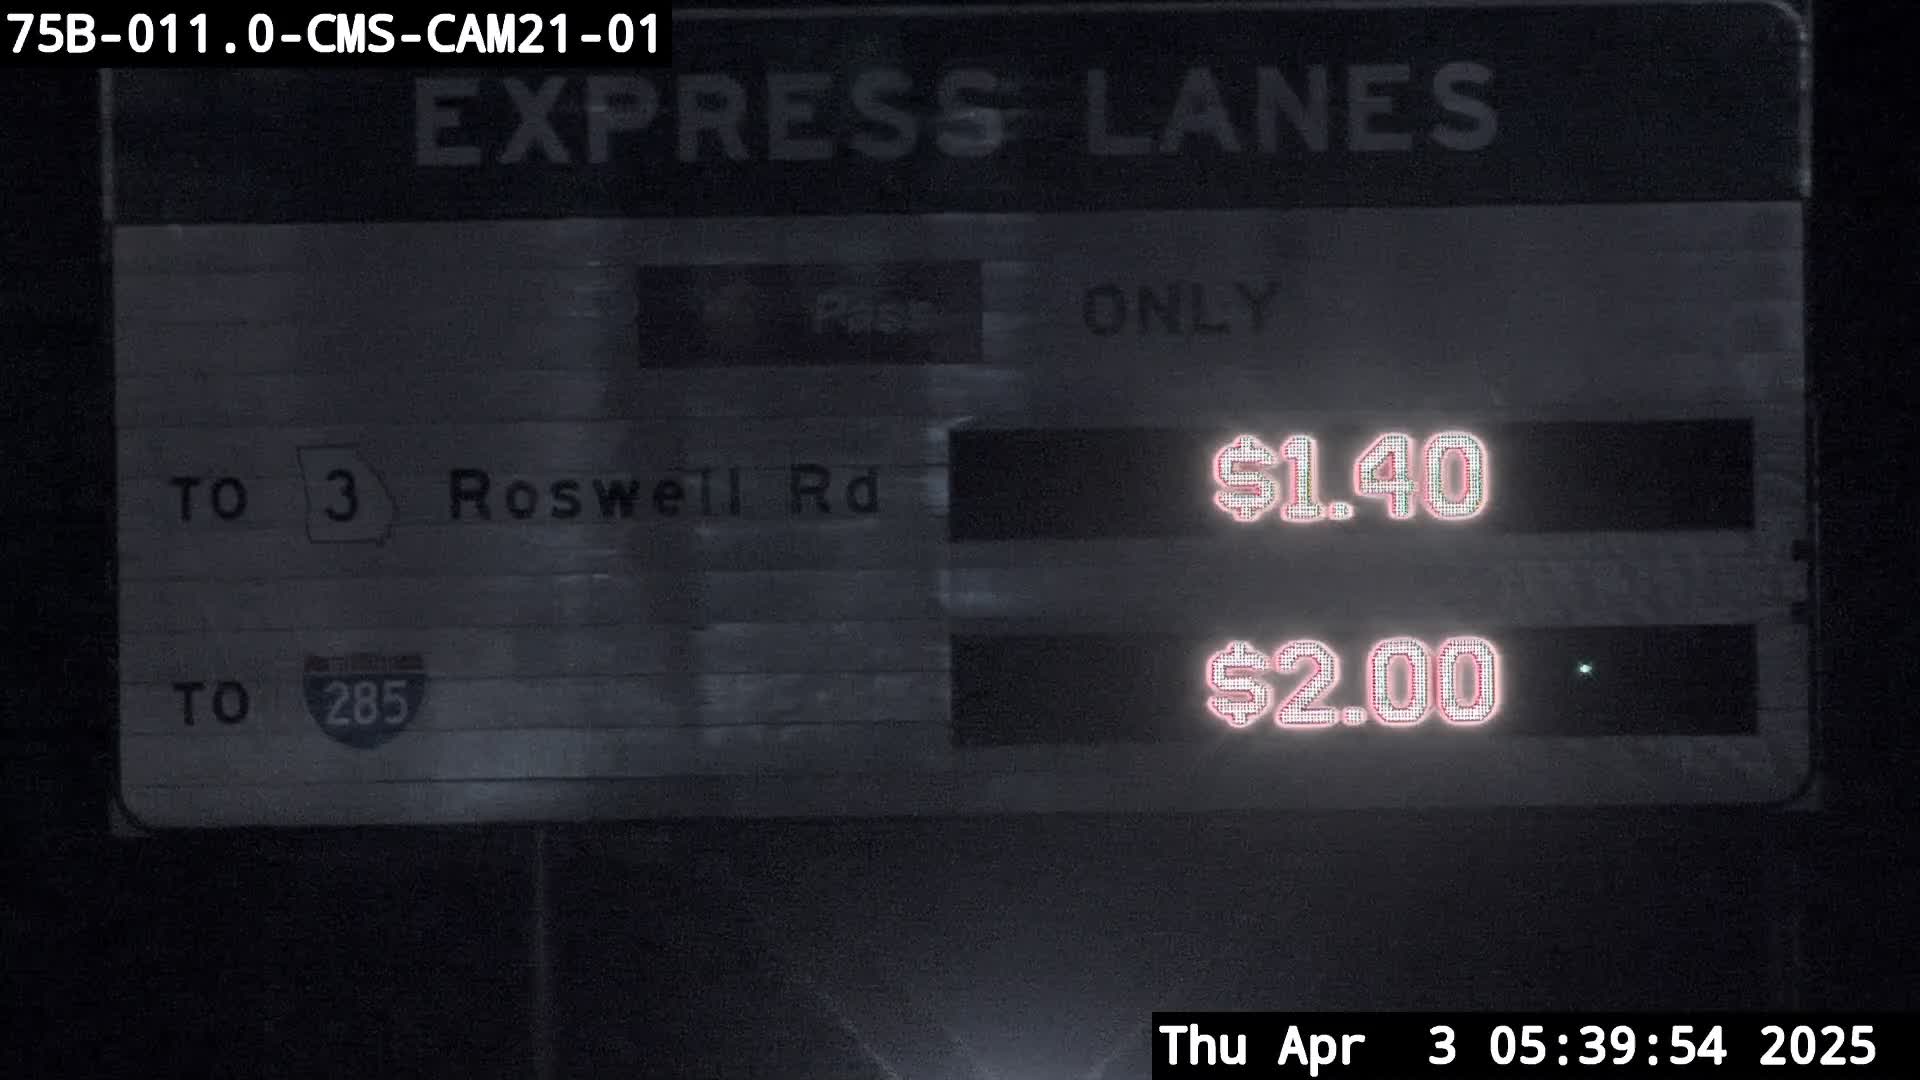 75B-011.0-CMS-CAM21-01
EXPRESS LANES
Pass ONLY
TO 3 Roswell Rd $1.40
TO 285 $2.00
Thu Apr 3 05:39:54 2025